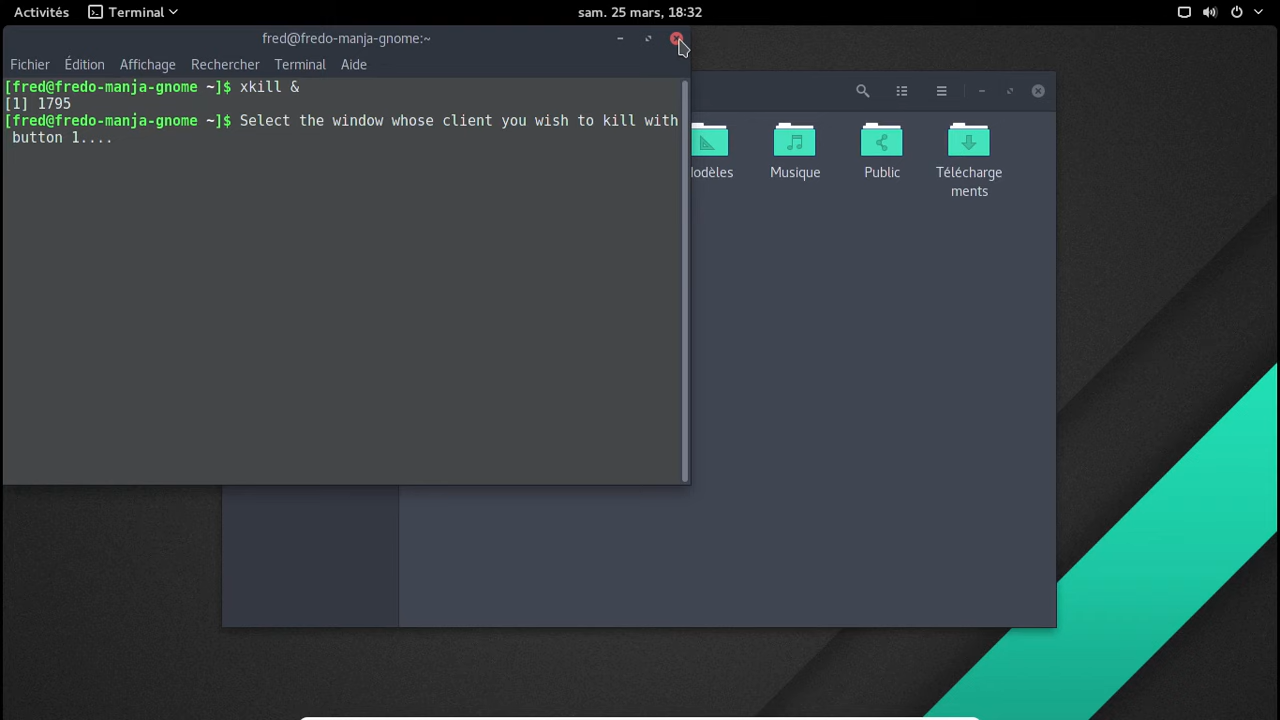 Activités
Terminal
sam. 25 mars, 18:32
fred@fredo-manja-gnome:~
Fichier Édition Affichage Rechercher Terminal Aide
[fred@fredo-manja-gnome ~]$ xkill &
[1] 1795
[fred@fredo-manja-gnome ~]$ Select the window whose client you wish to kill with
button 1....
odèles
Musique
Public
Télécharge
ments